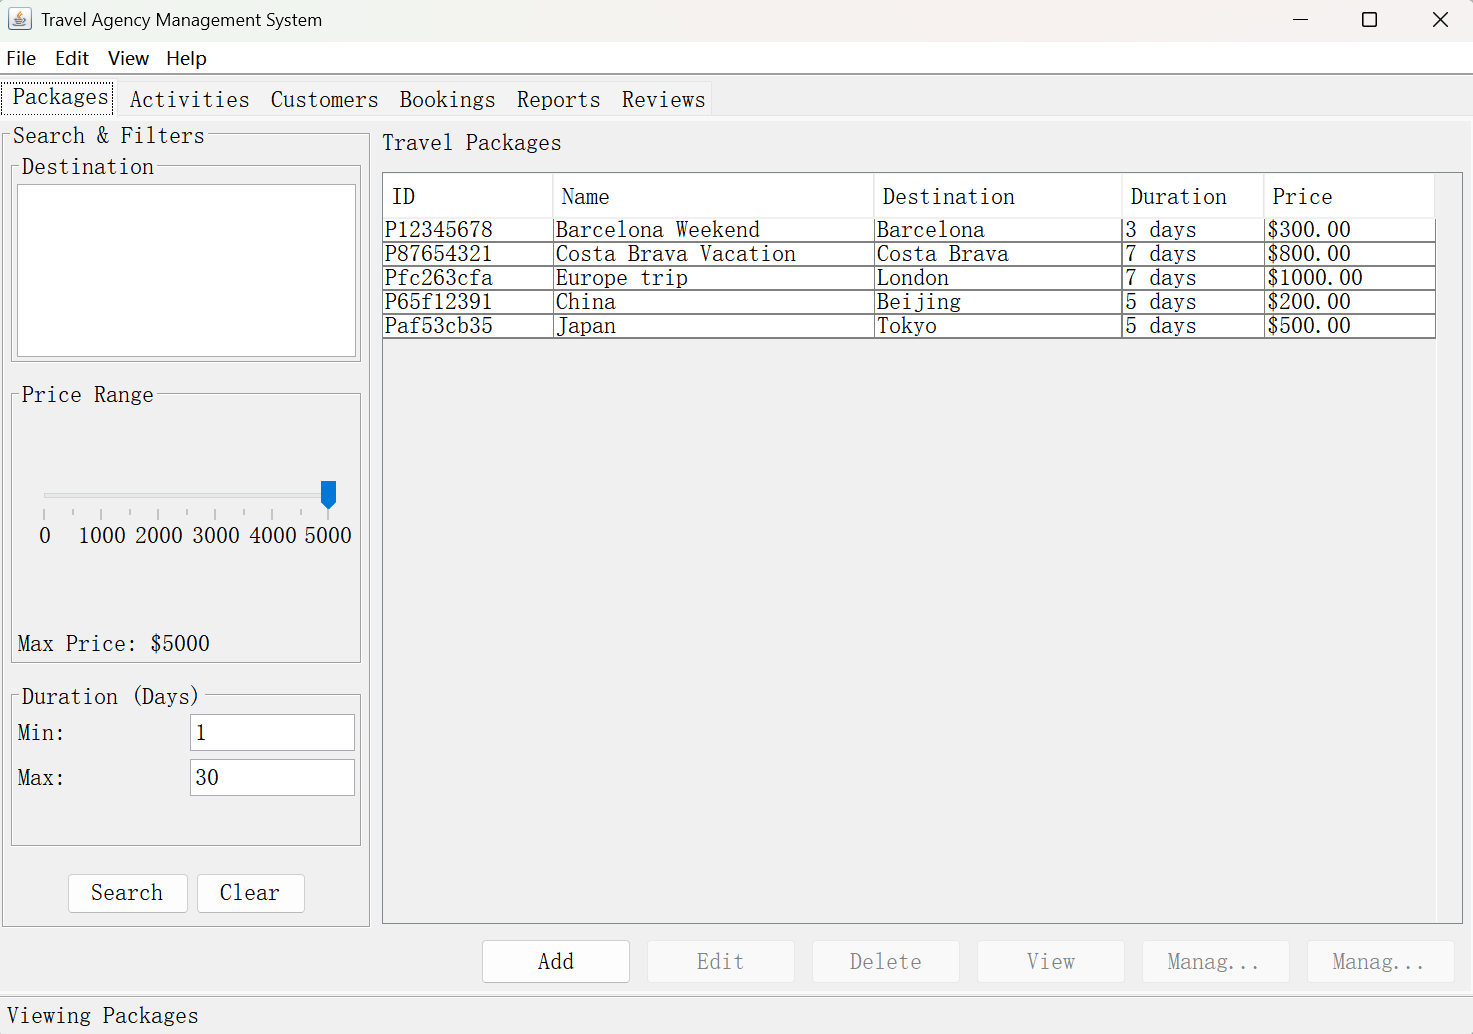 Travel Agency Management System
File Edit View Help
Packages Activities Customers Bookings Reports Reviews
Search & Filters
Destination
Price Range
0 1000 2000 3000 4000 5000
Max Price: $5000
Duration (Days)
Min: 1
Max: 30
Search Clear
Travel Packages
ID Name Destination Duration Price
P12345678 Barcelona Weekend Barcelona 3 days $300.00
P87654321 Costa Brava Vacation Costa Brava 7 days $800.00
Pfc263cfa Europe trip London 7 days $1000.00
P65f12391 China Beijing 5 days $200.00
Paf53cb35 Japan Tokyo 5 days $500.00
Add Edit Delete View Manag... Manag...
Viewing Packages